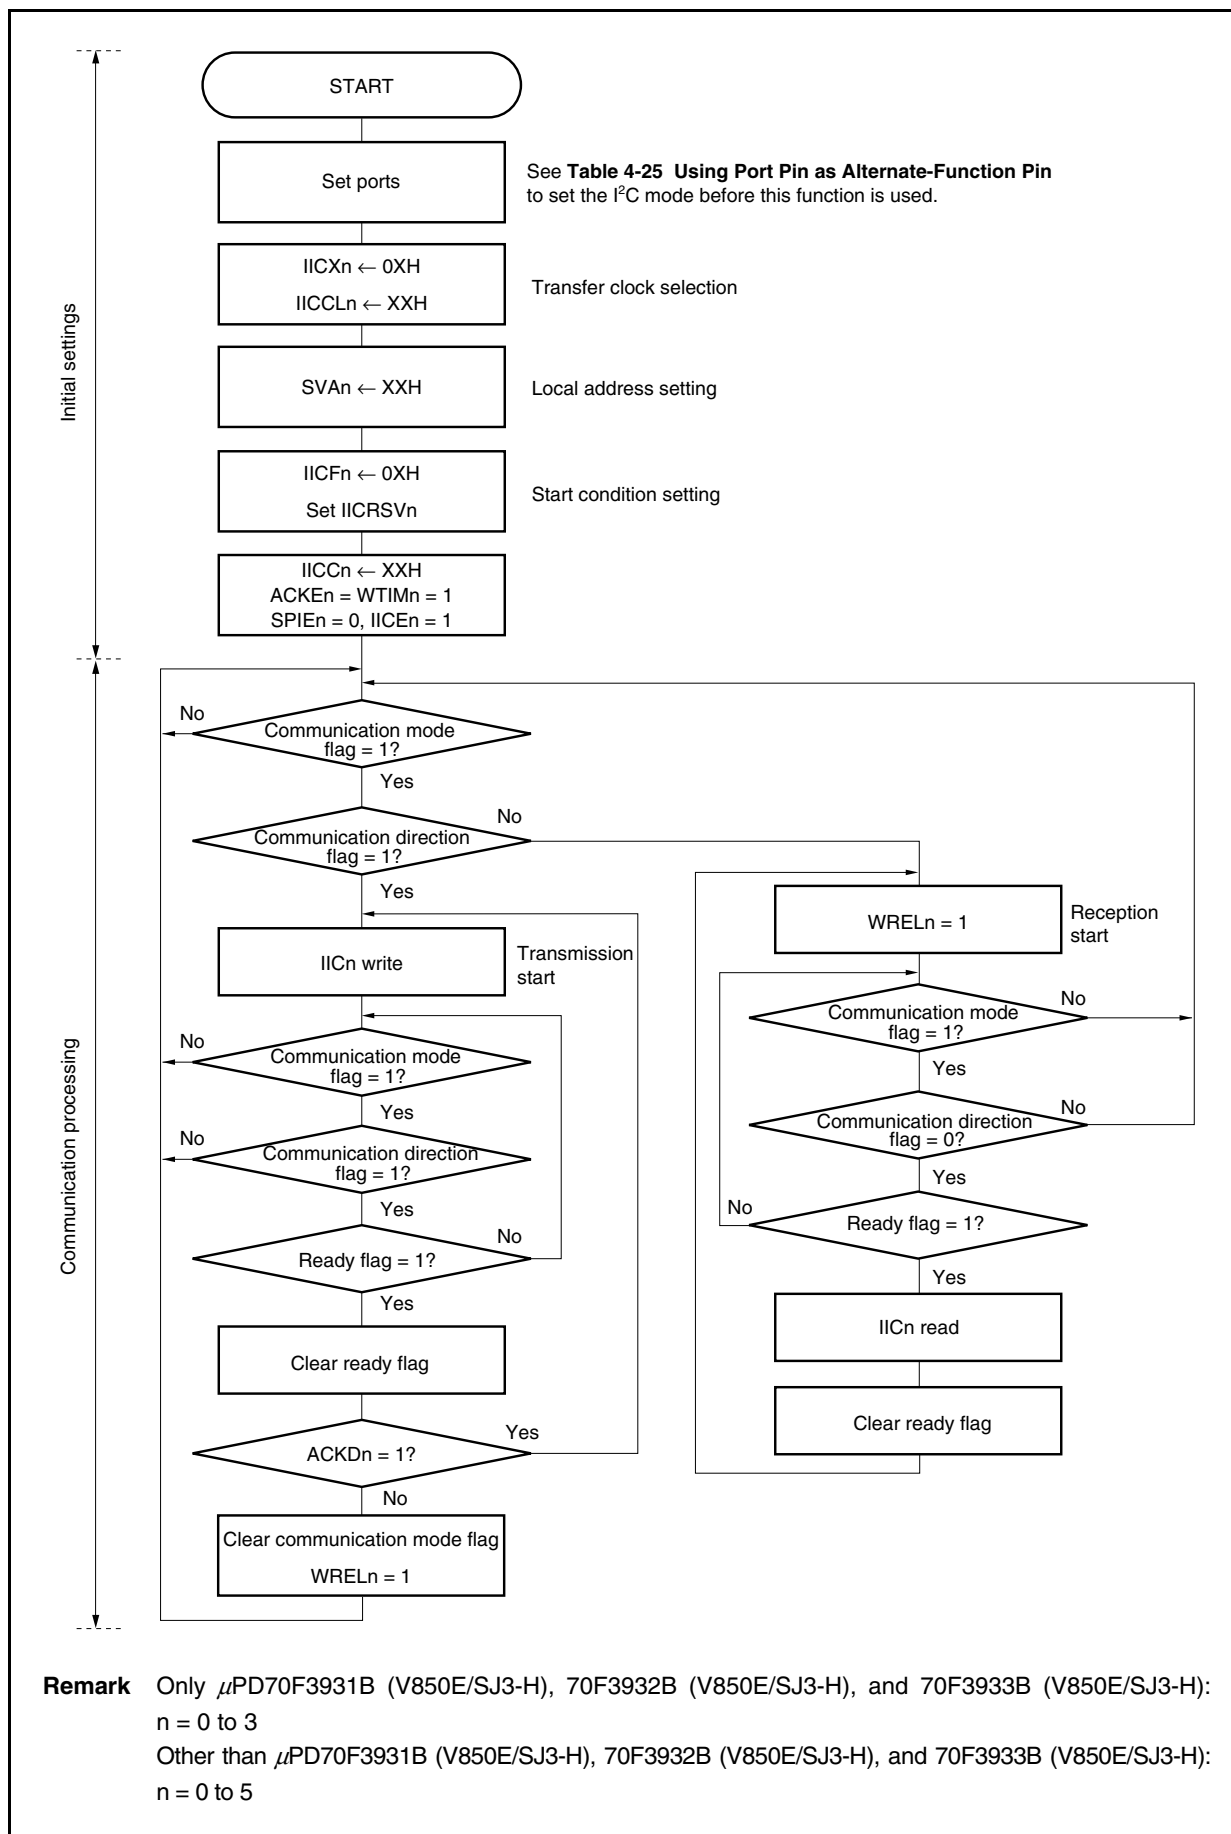 START
Set ports
See Table 4-25 Using Port Pin as Alternate-Function Pin
to set the I²C mode before this function is used.
IICXn ← 0XH
IICCLn ← XXH
Transfer clock selection
SVAn ← XXH
Local address setting
IICFn ← 0XH
Set IICRSVn
Start condition setting
IICCn ← XXH
ACKEn = WTIMn = 1
SPIEn = 0, IICEn = 1
Initial settings
No
Communication mode
flag = 1?
Yes
No
Communication direction
flag = 1?
Yes
IICn write
Transmission
start
No
Communication mode
flag = 1?
Yes
No
Communication direction
flag = 1?
Yes
No
Ready flag = 1?
Yes
Clear ready flag
Yes
ACKDn = 1?
No
Clear communication mode flag
WRELn = 1
WRELn = 1
Reception
start
No
Communication mode
flag = 1?
Yes
No
Communication direction
flag = 0?
Yes
No
Ready flag = 1?
Yes
IICn read
Clear ready flag
Communication processing
Remark Only μPD70F3931B (V850E/SJ3-H), 70F3932B (V850E/SJ3-H), and 70F3933B (V850E/SJ3-H):
n = 0 to 3
Other than μPD70F3931B (V850E/SJ3-H), 70F3932B (V850E/SJ3-H), and 70F3933B (V850E/SJ3-H):
n = 0 to 5